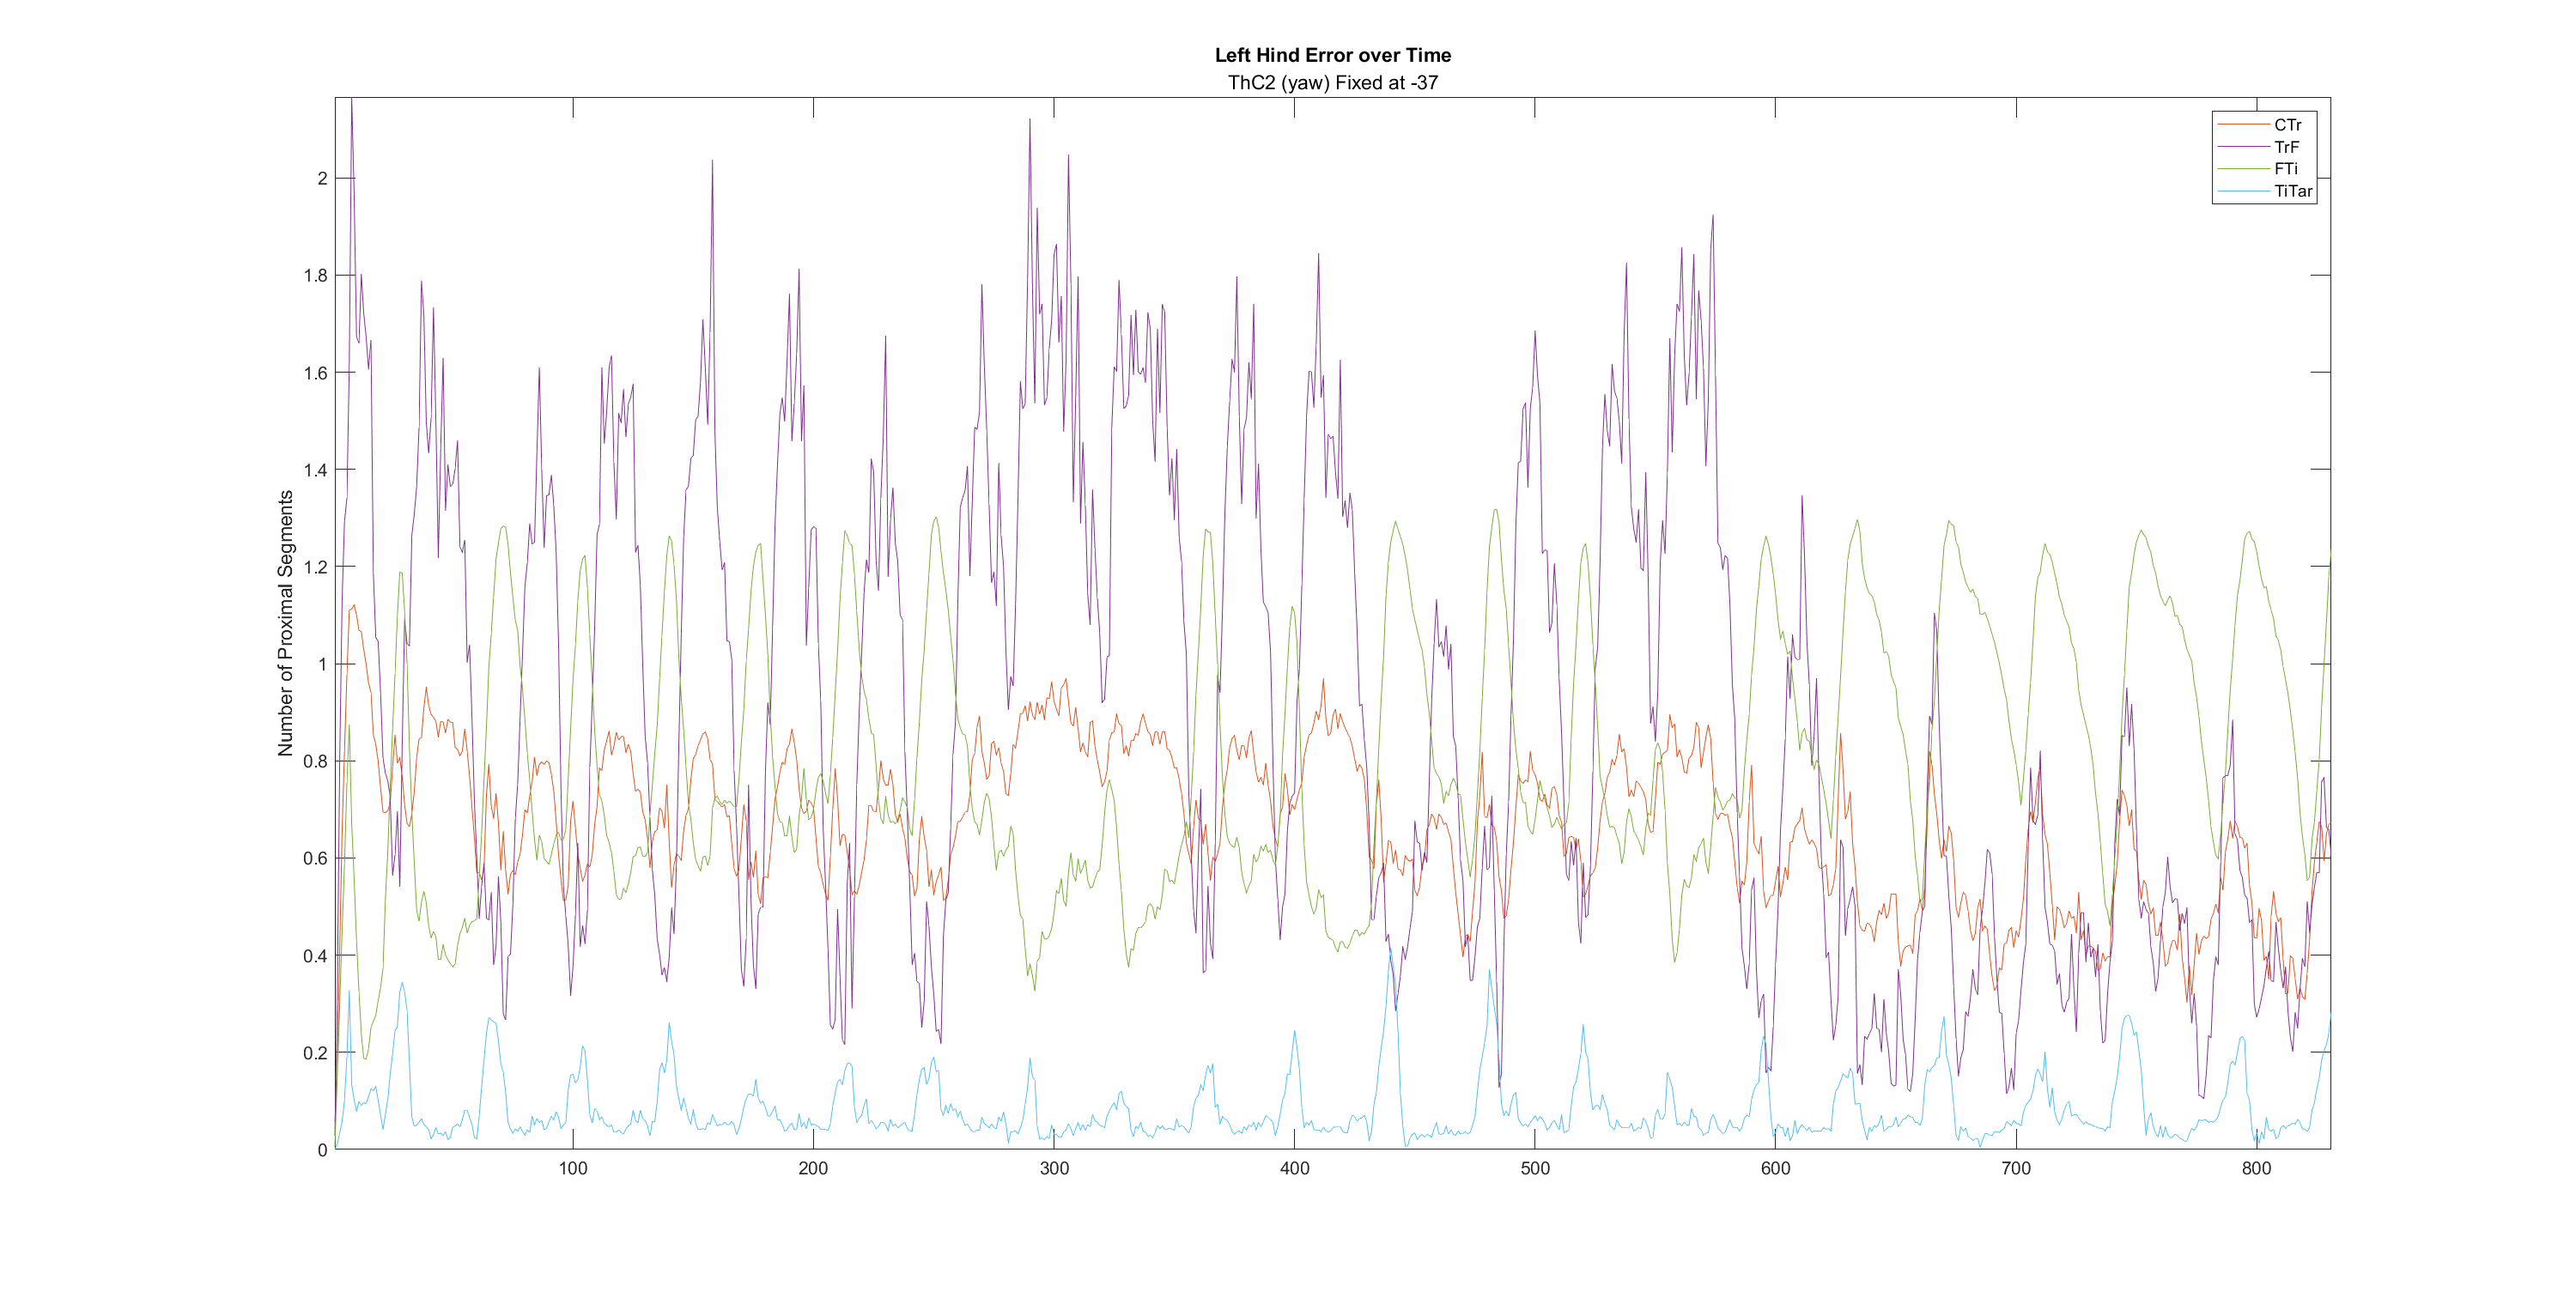 Left Hind Error over Time
ThC2 (yaw) Fixed at -37
CTr
TrF
FTi
TiTar
Number of Proximal Segments
2
1.8
1.6
1.4
1.2
1
0.8
0.6
0.4
0.2
0
100 200 300 400 500 600 700 800